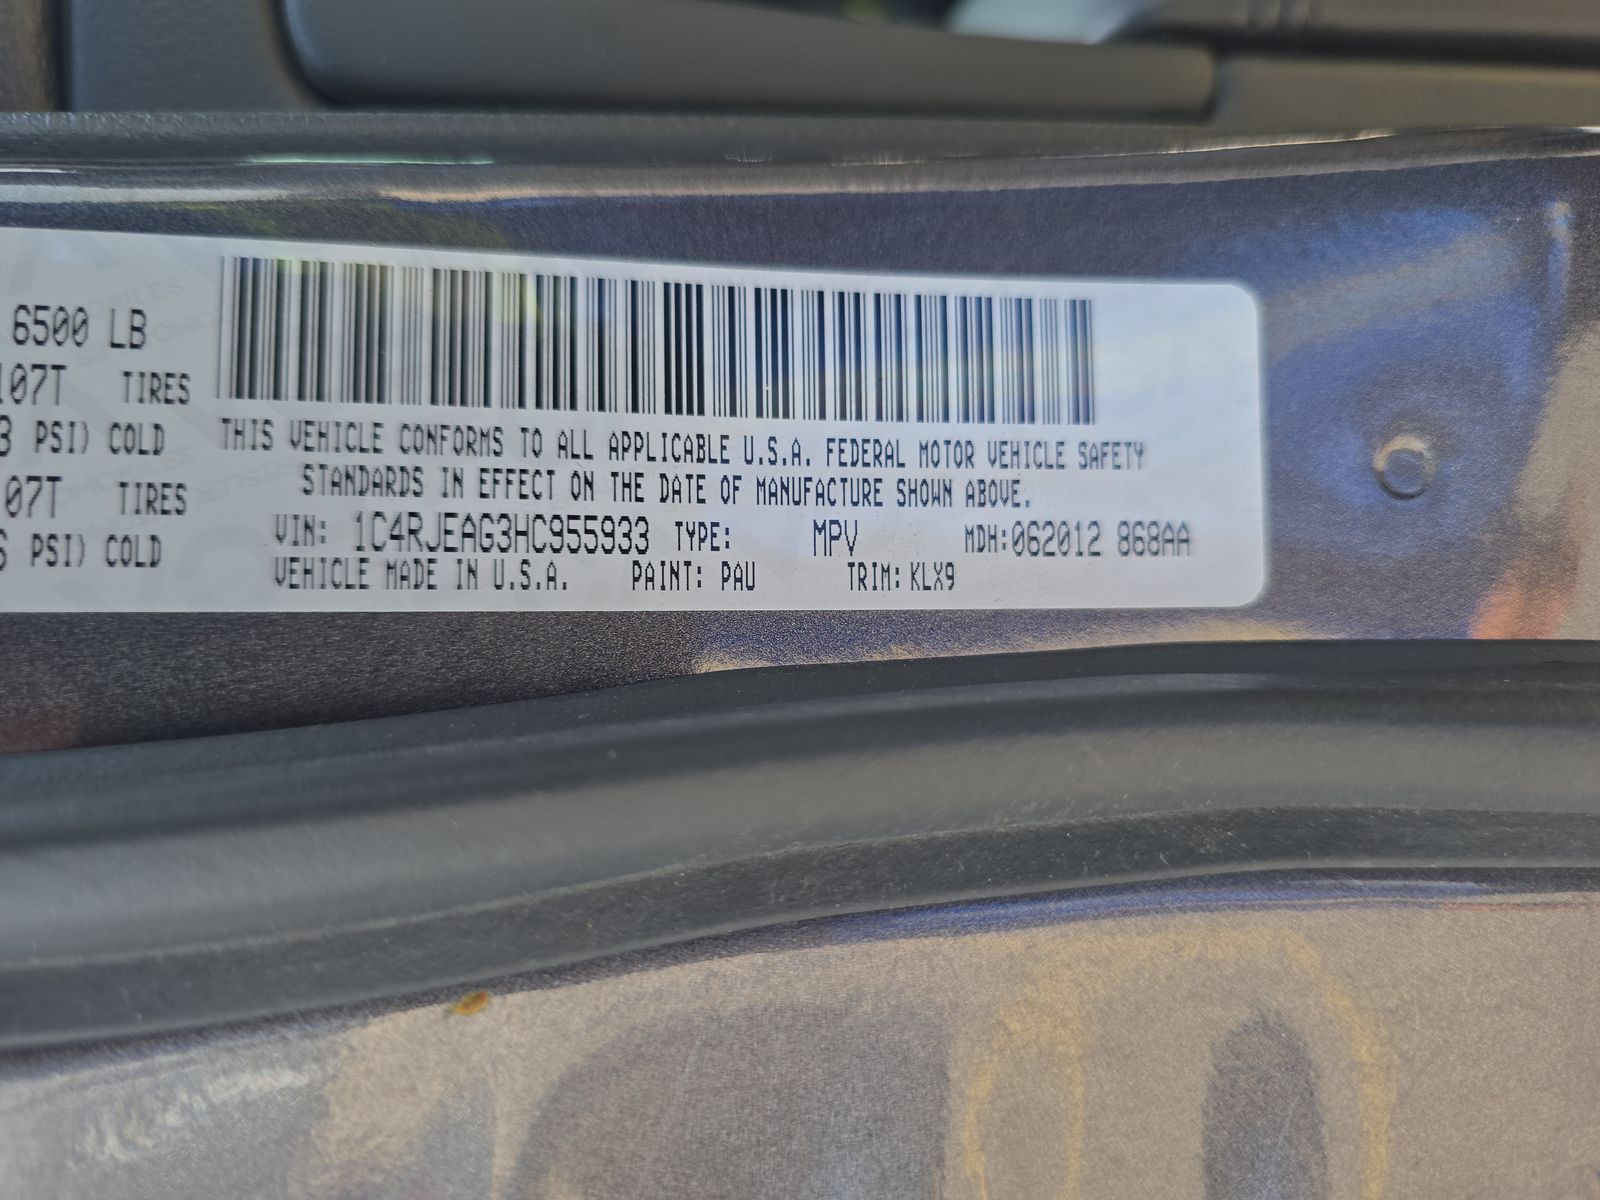 6500 LB
07T TIRES
PSI) COLD
THIS VEHICLE CONFORMS TO ALL APPLICABLE U.S.A. FEDERAL MOTOR VEHICLE SAFETY
07T TIRES
STANDARDS IN EFFECT ON THE DATE OF MANUFACTURE SHOWN ABOVE.
PSI) COLD
VIN: 1C4RJEAG3HC955933 TYPE: MPV MDH:062012 868AA
VEHICLE MADE IN U.S.A. PAINT: PAU TRIM: KLX9